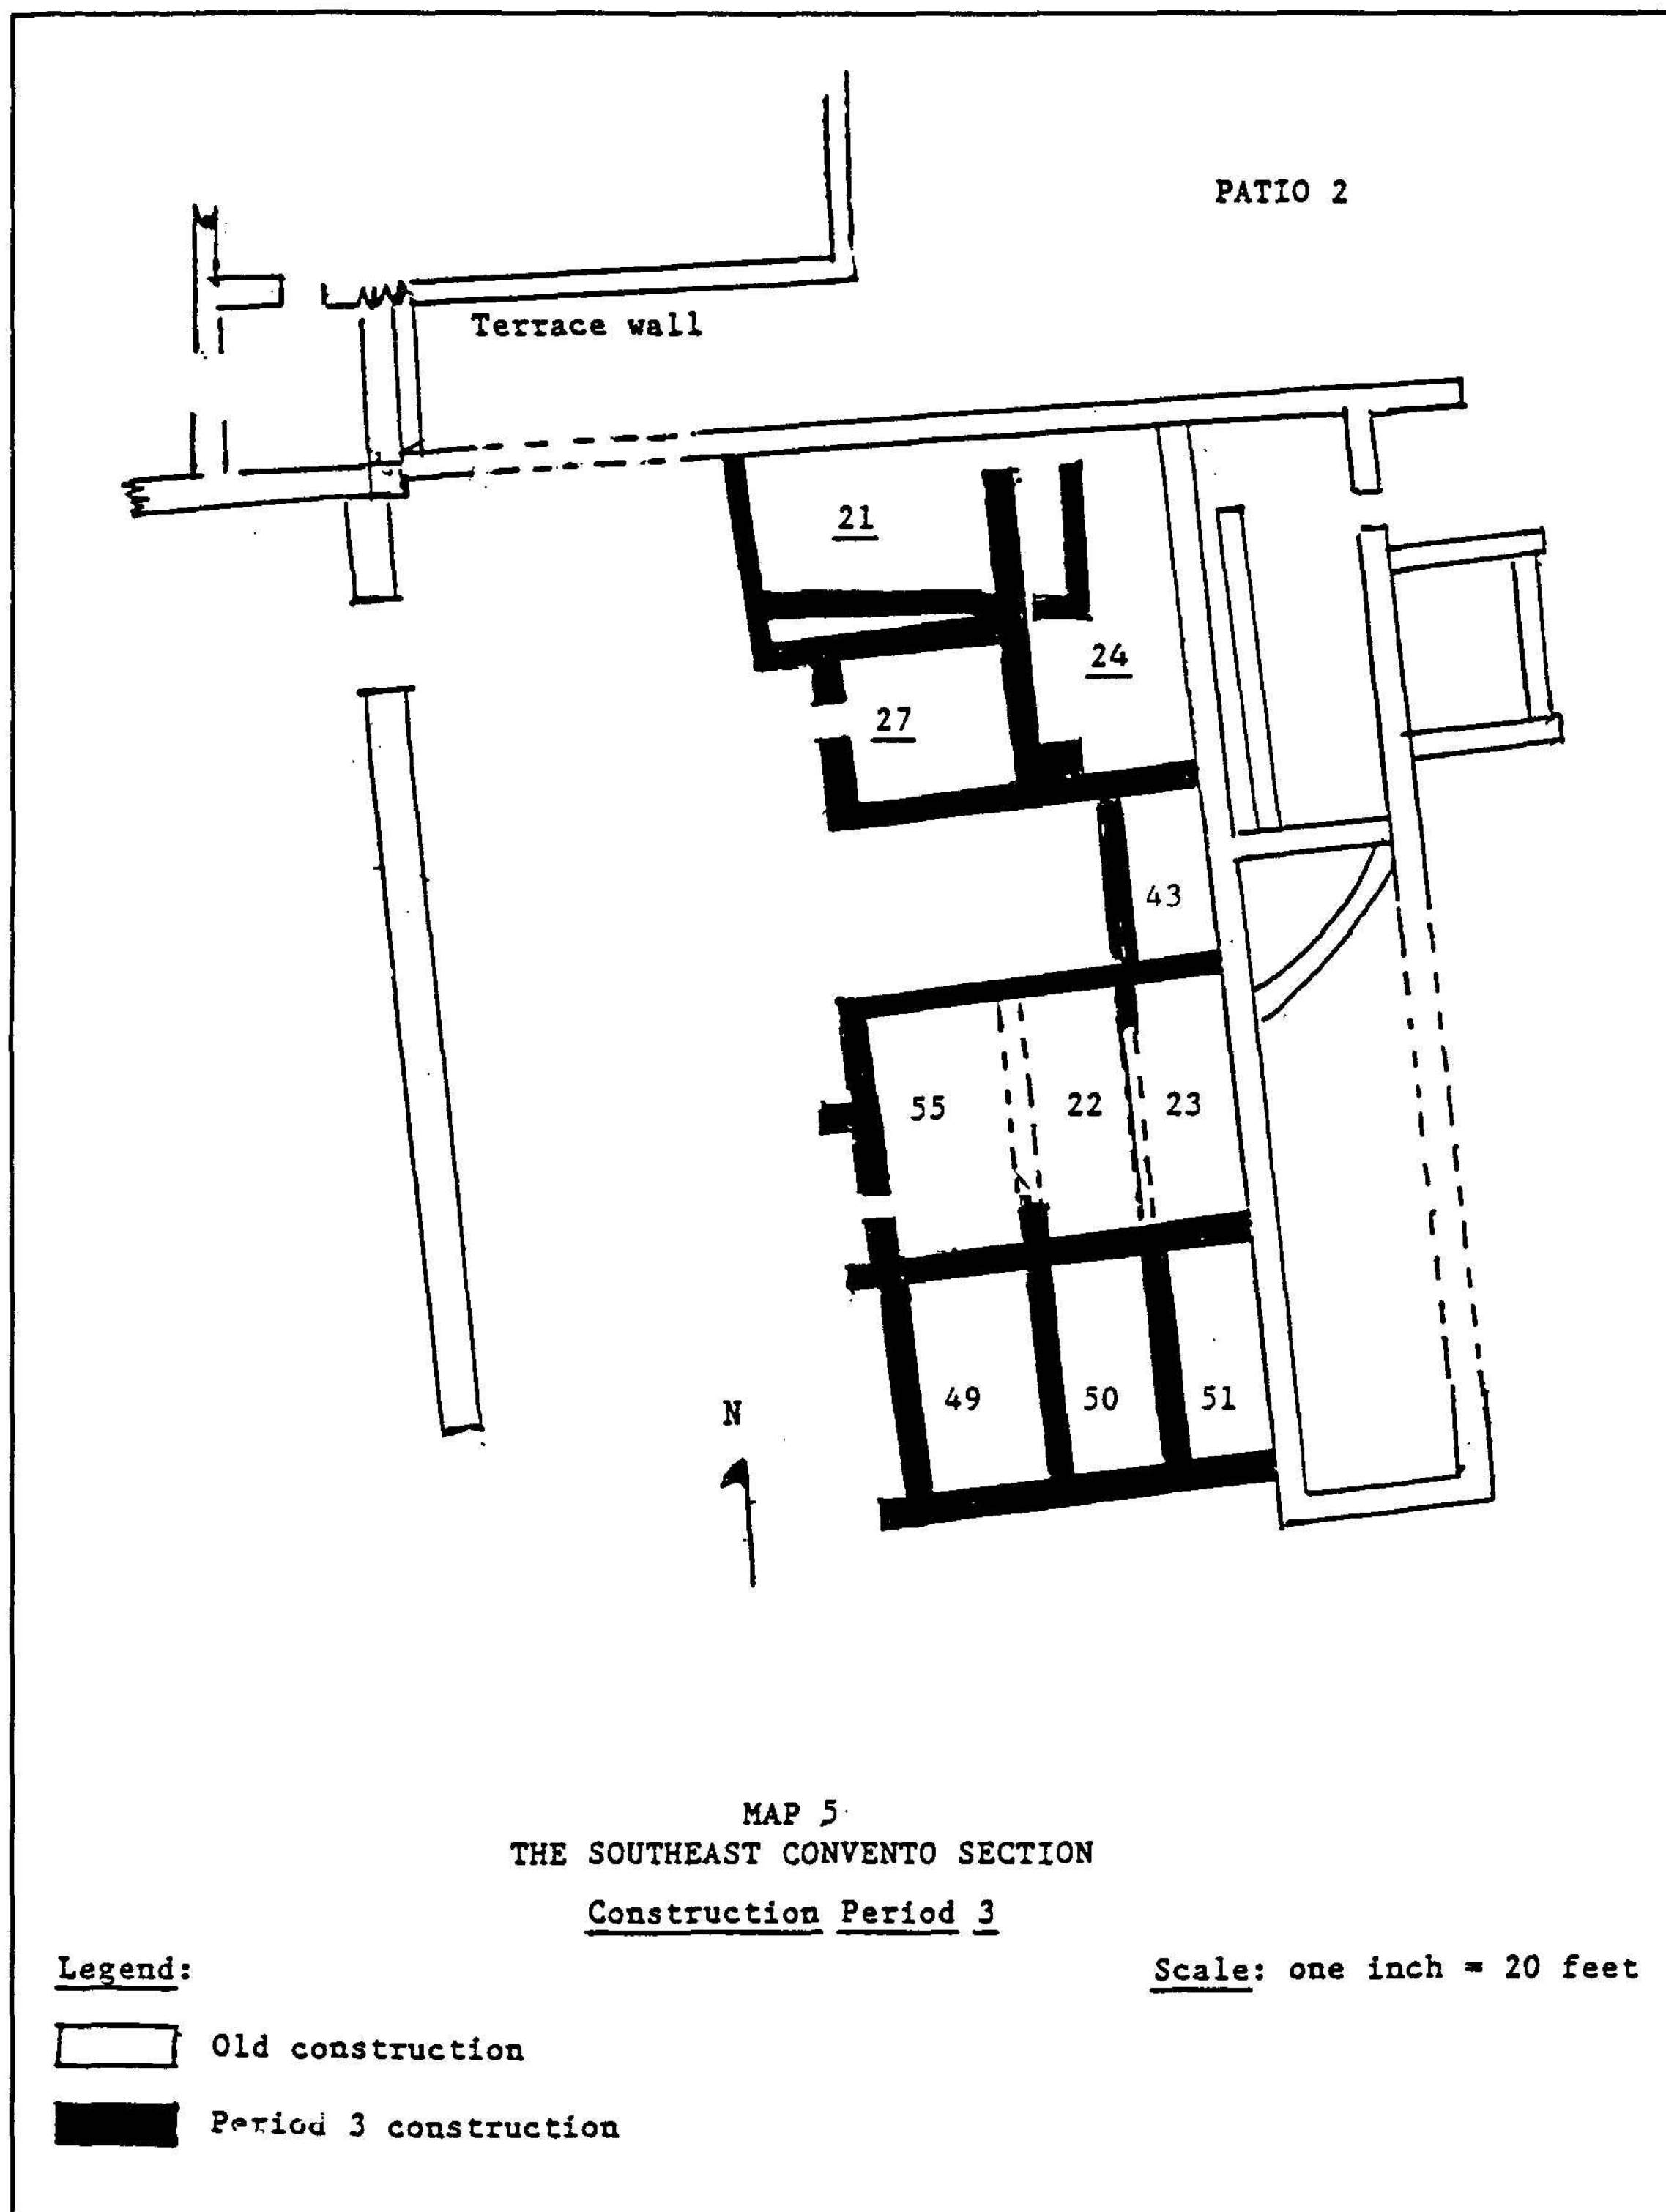 PATIO 2
Terrace wall
21
24
27
43
55
22
23
49
50
51
N
MAP 5
THE SOUTHEAST CONVENTO SECTION
Construction Period 3
Legend:
Scale: one inch = 20 feet
Old construction
Period 3 construction